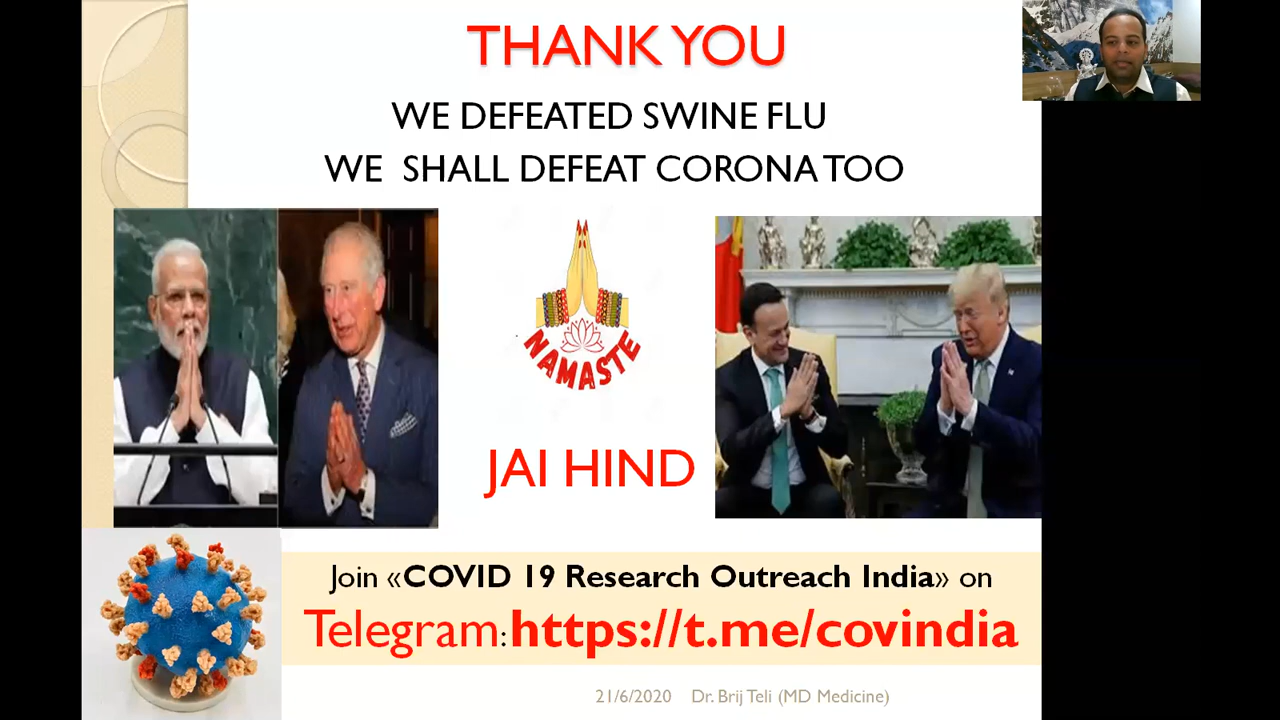 THANK YOU
WE DEFEATED SWINE FLU
WE SHALL DEFEAT CORONA TOO
NAMASTE
JAI HIND
Join «COVID 19 Research Outreach India» on
Telegram:https://t.me/covindia
21/6/2020 Dr. Brij Teli (MD Medicine)